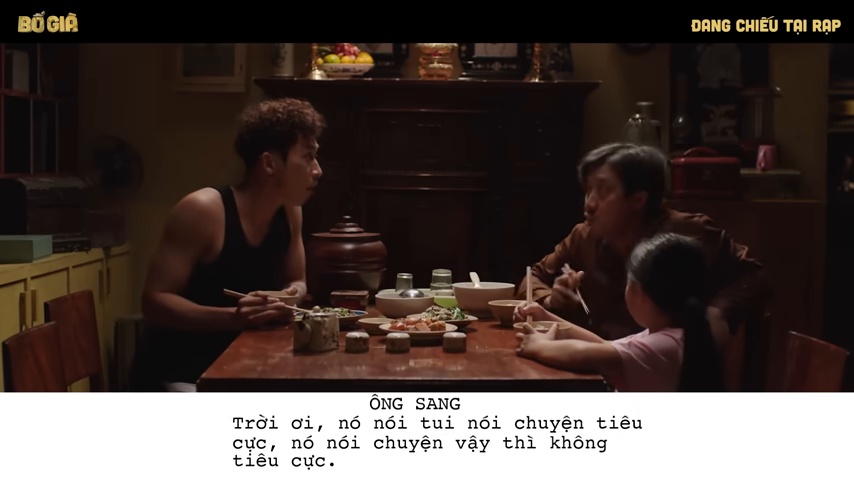 BỐ GIÀ
ĐANG CHIẾU TẠI RẠP
ÔNG SANG
Trời ơi, nó nói tui nói chuyện tiêu
cực, nó nói chuyện vậy thì không
tiêu cực.